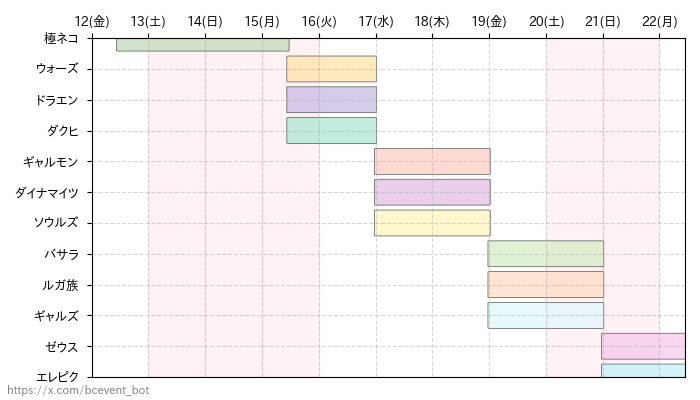 12(金) 13(土) 14(日) 15(月) 16(火) 17(水) 18(木) 19(金) 20(土) 21(日) 22(月)
極ネコ
ウォーズ
ドラエン
ダクヒ
ギャルモン
ダイナマイツ
ソウルズ
バサラ
ルガ族
ギャルズ
ゼウス
エレピク
https://x.com/bcevent_bot